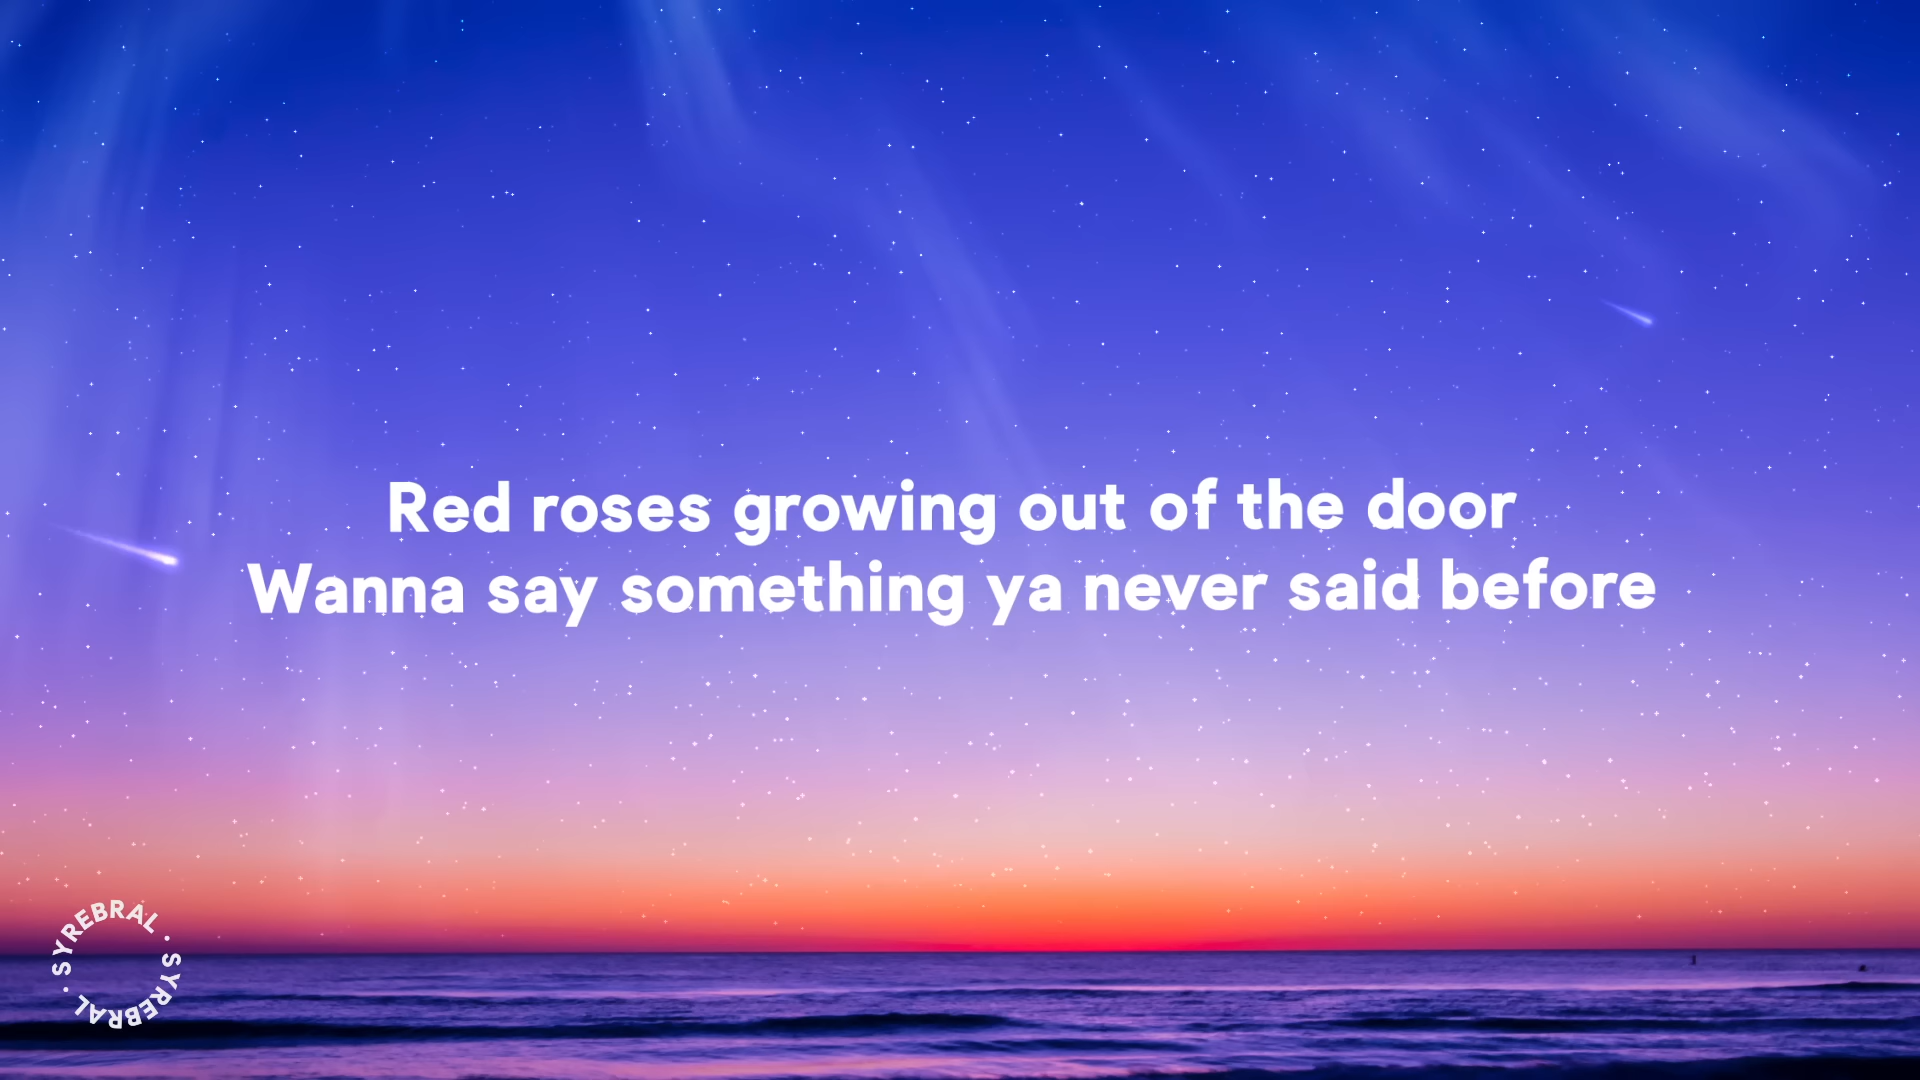 Red roses growing out of the door
Wanna say something ya never said before
SYREBRAL · SYREBRAL ·